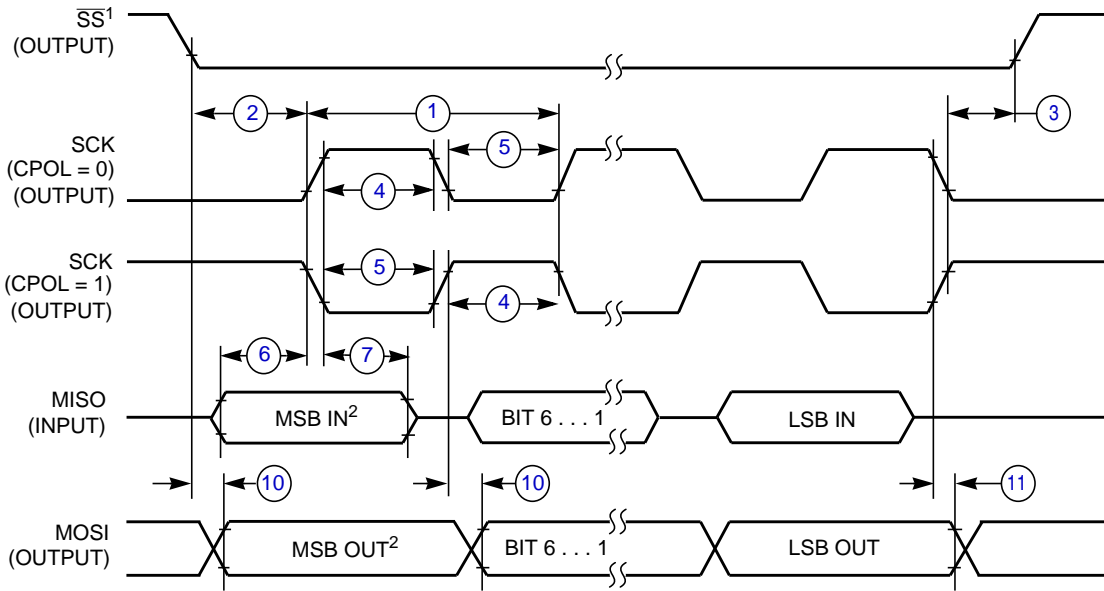 SS¹
(OUTPUT)
2
1
3
SCK
(CPOL = 0)
(OUTPUT)
5
4
SCK
(CPOL = 1)
(OUTPUT)
5
4
6
7
MISO
(INPUT)
MSB IN²
BIT 6 . . . 1
LSB IN
10
10
11
MOSI
(OUTPUT)
MSB OUT²
BIT 6 . . . 1
LSB OUT